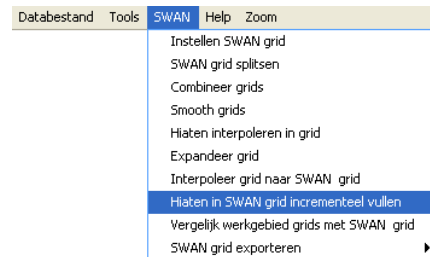 Databestand Tools SWAN Help Zoom
Instellen SWAN grid
SWAN grid splitsen
Combineer grids
Smooth grids
Hiaten interpoleren in grid
Expandeer grid
Interpoleer grid naar SWAN grid
Hiaten in SWAN grid incrementeel vullen
Vergelijk werkgebied grids met SWAN grid
SWAN grid exporteren